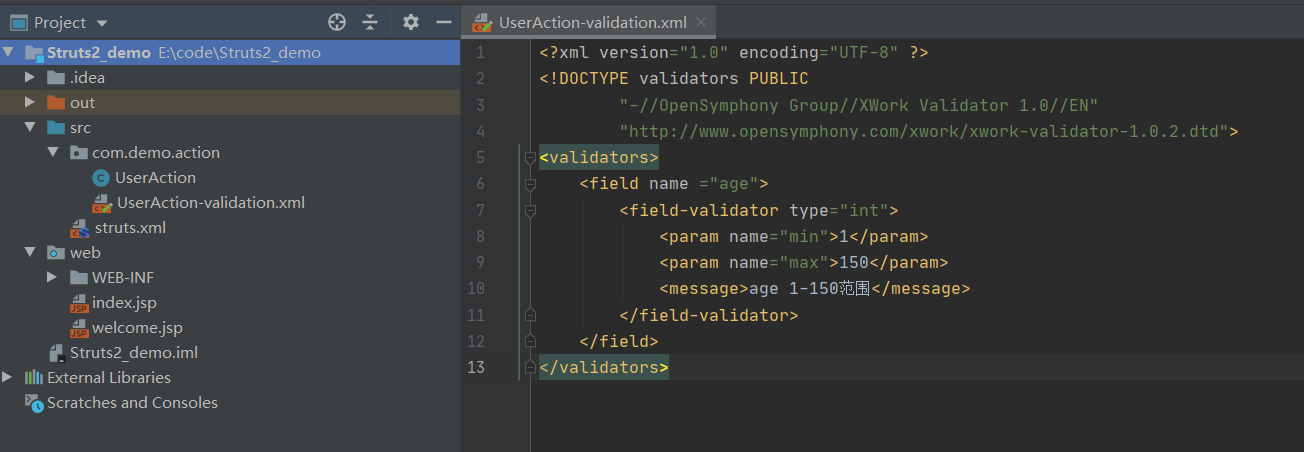 Project
Struts2_demo E:\code\Struts2_demo
.idea
out
src
com.demo.action
UserAction
UserAction-validation.xml
struts.xml
web
WEB-INF
index.jsp
welcome.jsp
Struts2_demo.iml
External Libraries
Scratches and Consoles
UserAction-validation.xml
1 <?xml version="1.0" encoding="UTF-8" ?>
2 <!DOCTYPE validators PUBLIC
3 "-//OpenSymphony Group//XWork Validator 1.0//EN"
4 "http://www.opensymphony.com/xwork/xwork-validator-1.0.2.dtd">
5 <validators>
6 <field name ="age">
7 <field-validator type="int">
8 <param name="min">1</param>
9 <param name="max">150</param>
10 <message>age 1-150范围</message>
11 </field-validator>
12 </field>
13 </validators>